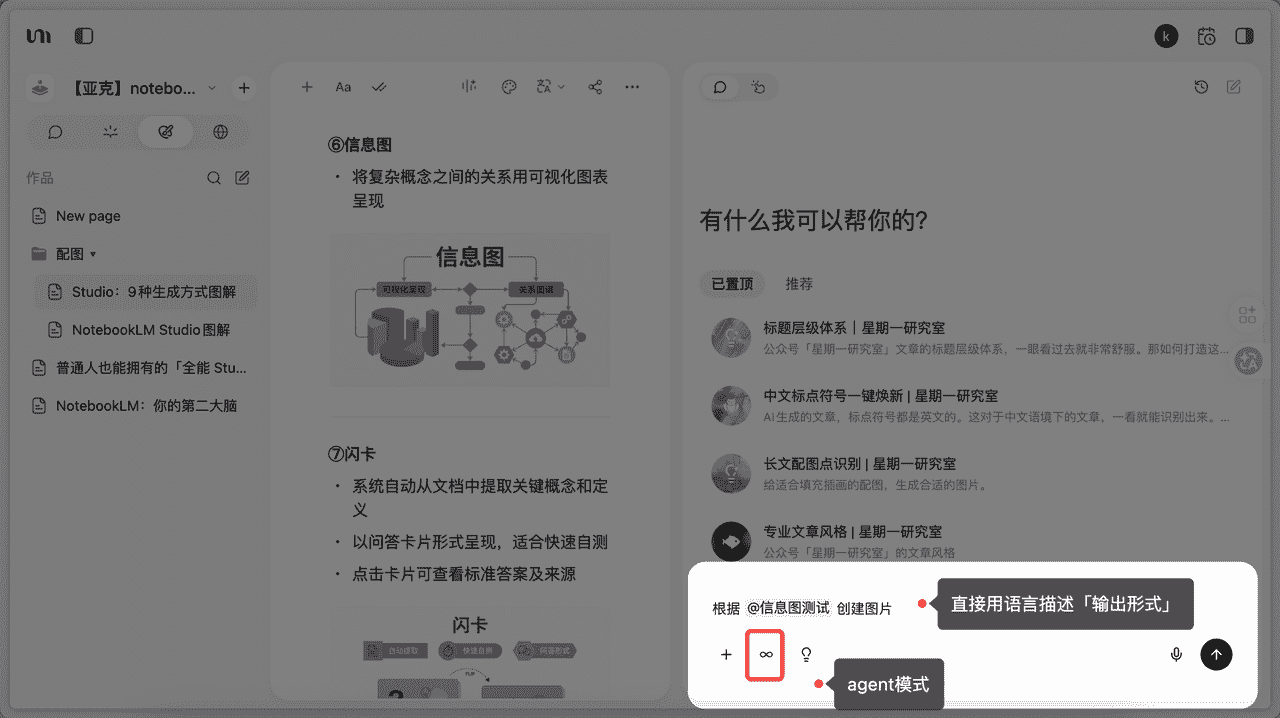 k
【亚克】notebo...
Aa
作品
New page
配图
Studio：9种生成方式图解
NotebookLM Studio图解
普通人也能拥有的「全能 Stu...
NotebookLM：你的第二大脑
⑥信息图
• 将复杂概念之间的关系用可视化图表
呈现
信息图
可视化呈现
关系图谱
⑦闪卡
• 系统自动从文档中提取关键概念和定
义
• 以问答卡片形式呈现，适合快速自测
• 点击卡片可查看标准答案及来源
闪卡
自动提取
快速自测
问答形式
FLIP
?
有什么我可以帮你的?
已置顶
推荐
标题层级体系｜星期一研究室
公众号「星期一研究室」文章的标题层级体系，一眼看过去就非常舒服。那如何打造这...
中文标点符号一键焕新 | 星期一研究室
AI生成的文章，标点符号都是英文的。这对于中文语境下的文章，一看就能识别出来。...
长文配图点识别 | 星期一研究室
给适合填充插画的配图，生成合适的图片。
专业文章风格 | 星期一研究室
公众号「星期一研究室」的文章风格
根据 @信息图测试 创建图片
直接用语言描述「输出形式」
agent模式